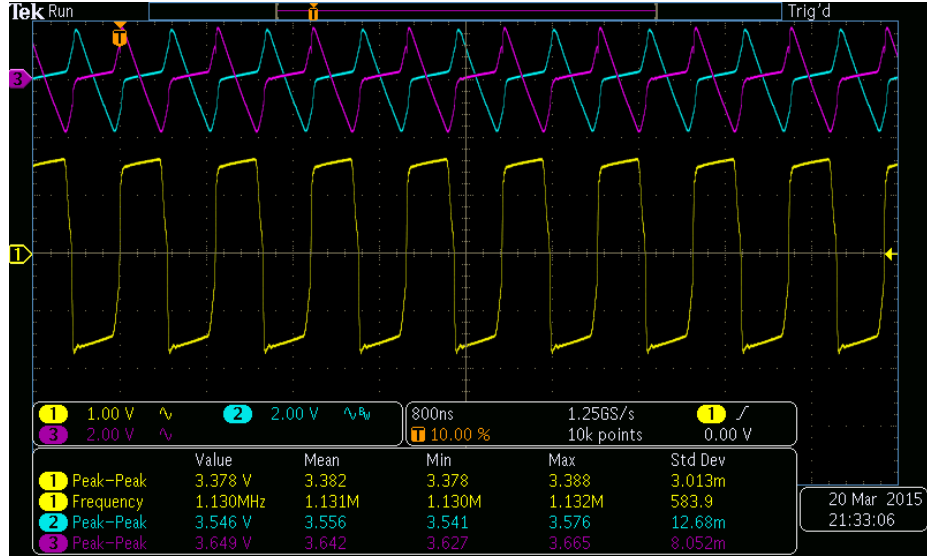 Tek Run Trig'd
T T
3
1
1 1.00 V 2 2.00 V BW 800ns 1.25GS/s 1 0.00 V
3 2.00 V T 10.00 % 10k points
Value Mean Min Max Std Dev
1 Peak-Peak 3.378 V 3.382 3.378 3.388 3.013m
1 Frequency 1.130MHz 1.131M 1.130M 1.132M 583.9
2 Peak-Peak 3.546 V 3.556 3.541 3.576 12.68m
3 Peak-Peak 3.649 V 3.642 3.627 3.665 8.052m
20 Mar 2015
21:33:06